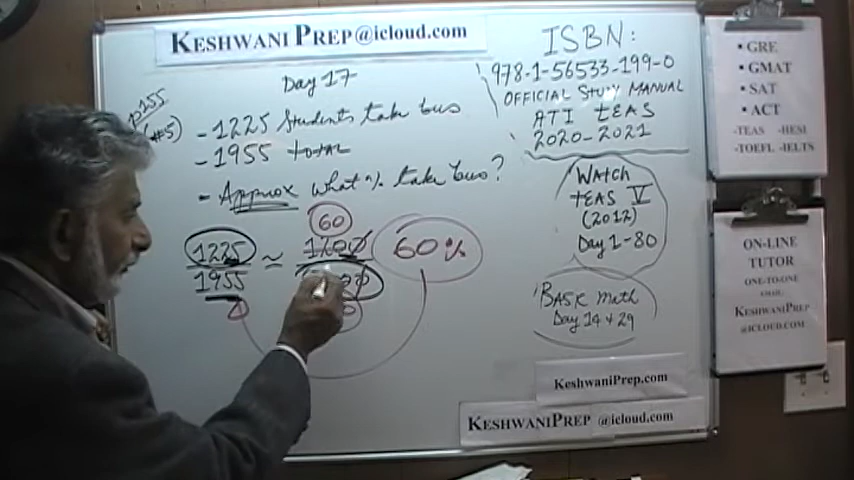 KESHWANIPREP@icloud.com
Day 17
p155
(#5)
- 1225 Students take bus
- 1955 TOTAL
- Approx what % take bus?
60
1225 ≃ 1200 60%
1955
ISBN:
978-1-56533-199-0
OFFICIAL STUDY MANUAL
ATI TEAS
2020-2021
WATCH
TEAS V
(2012)
Day 1-80
BASIC Math
Day 14 & 29
• GRE
• GMAT
• SAT
• ACT
-TEAS -HESI
-TOEFL -IELTS
ON-LINE
TUTOR
ONE-TO-ONE
EMAIL:
KESHWANIPREP
@ICLOUD.COM
KESHWANIPREP.COM
KESHWANIPREP @icloud.com